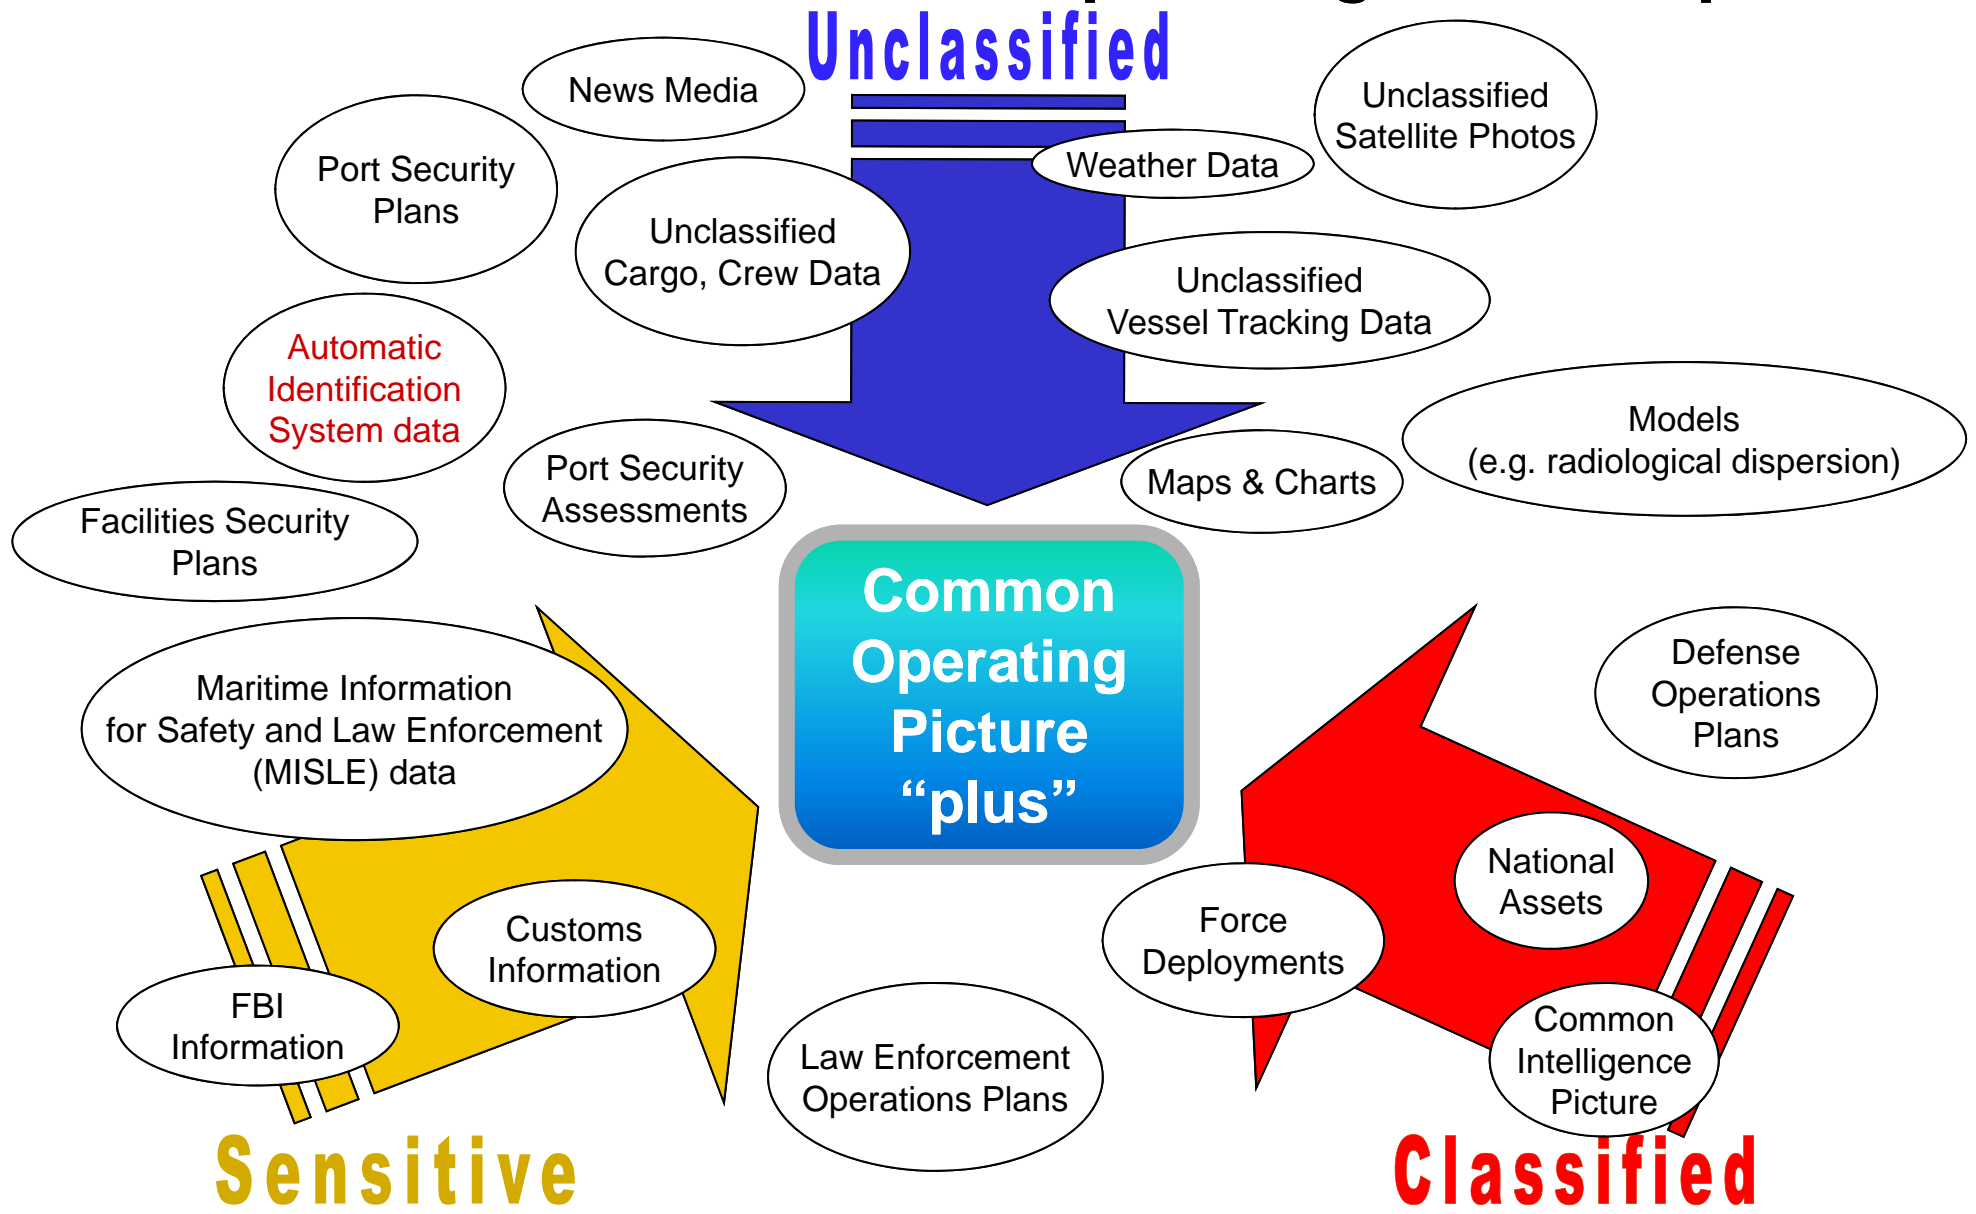 Unclassified
News Media
Unclassified
Satellite Photos
Port Security
Plans
Weather Data
Unclassified
Cargo, Crew Data
Unclassified
Vessel Tracking Data
Automatic
Identification
System data
Models
(e.g. radiological dispersion)
Port Security
Assessments
Maps & Charts
Facilities Security
Plans
Common
Operating
Picture
“plus”
Maritime Information
for Safety and Law Enforcement
(MISLE) data
Defense
Operations
Plans
National
Assets
Customs
Information
Force
Deployments
FBI
Information
Law Enforcement
Operations Plans
Common
Intelligence
Picture
Sensitive
Classified